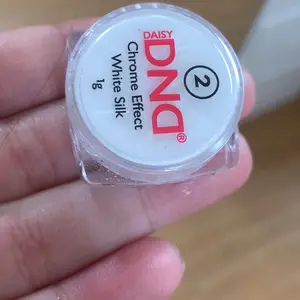 DAISY
DND®
2
Chrome Effect
White Silk
1g